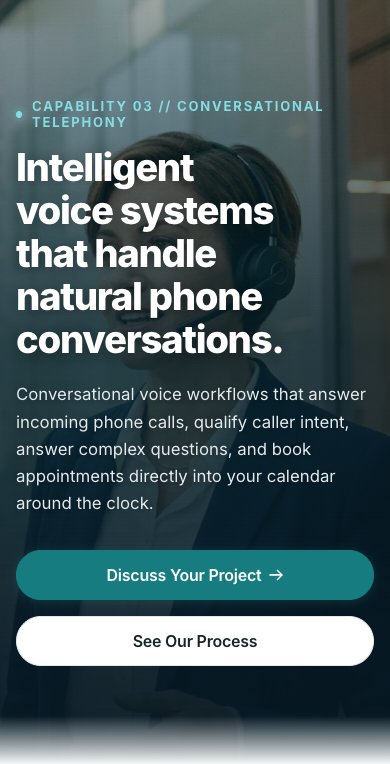 CAPABILITY 03 // CONVERSATIONAL
TELEPHONY
Intelligent
voice systems
that handle
natural phone
conversations.
Conversational voice workflows that answer
incoming phone calls, qualify caller intent,
answer complex questions, and book
appointments directly into your calendar
around the clock.
Discuss Your Project →
See Our Process